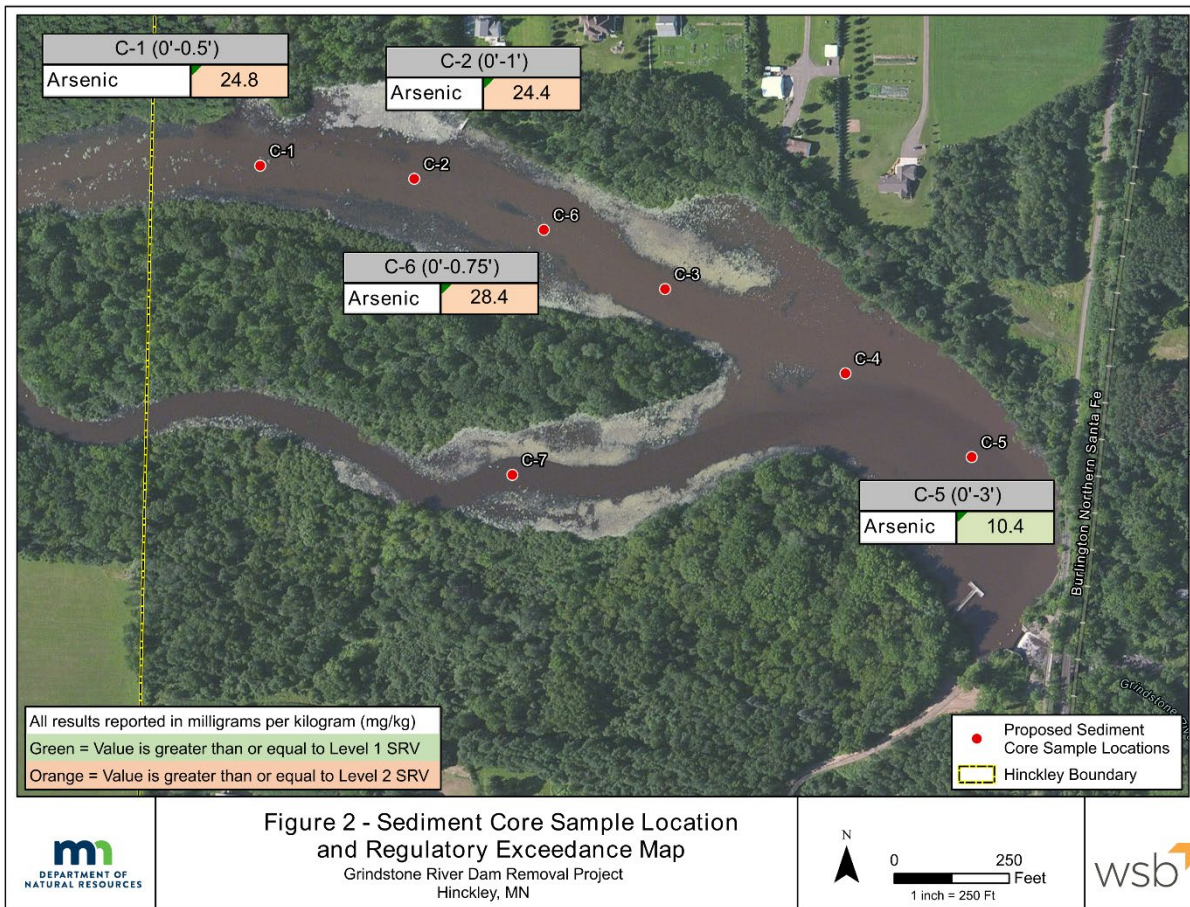 C-1 (0'-0.5')
Arsenic 24.8
C-2 (0'-1')
Arsenic 24.4
C-1
C-2
C-6
C-6 (0'-0.75')
Arsenic 28.4
C-3
C-4
C-5
C-7
C-5 (0'-3')
Arsenic 10.4
Burlington Northern Santa Fe
All results reported in milligrams per kilogram (mg/kg)
Green = Value is greater than or equal to Level 1 SRV
Orange = Value is greater than or equal to Level 2 SRV
Proposed Sediment
Core Sample Locations
Hinckley Boundary
Grindstone
mn
DEPARTMENT OF
NATURAL RESOURCES
Figure 2 - Sediment Core Sample Location
and Regulatory Exceedance Map
Grindstone River Dam Removal Project
Hinckley, MN
N
0 250
Feet
1 inch = 250 Ft
wsb